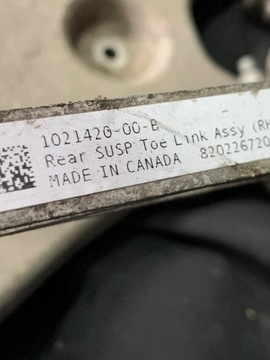 1021420-00-B
Rear SUSP Toe Link Assy (RH
MADE IN CANADA 820226720